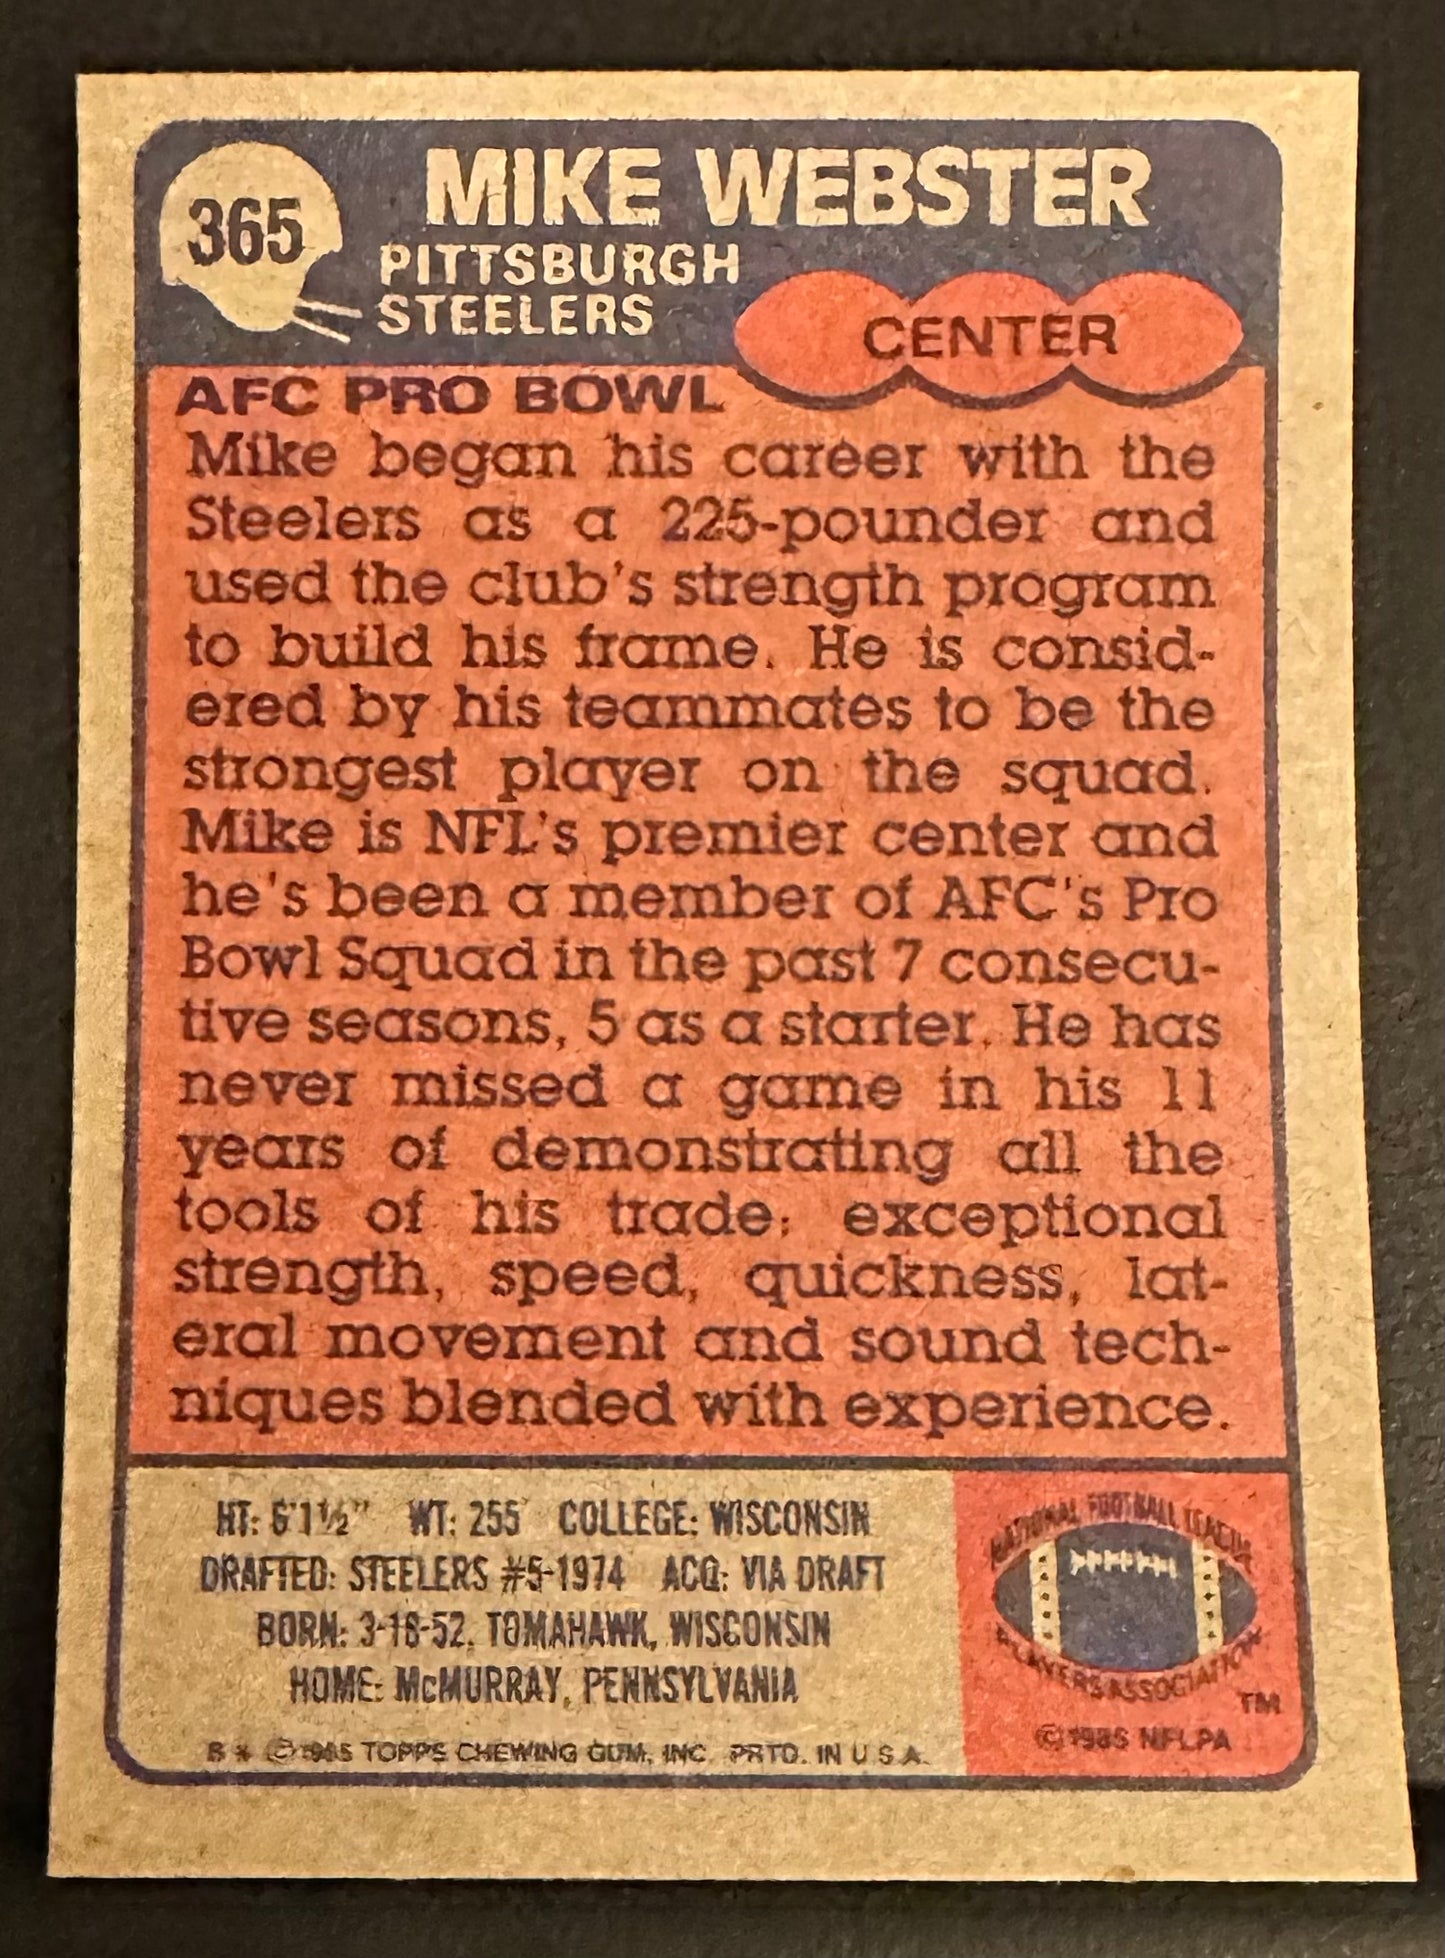 365
MIKE WEBSTER
PITTSBURGH
STEELERS
CENTER
AFC PRO BOWL
Mike began his career with the
Steelers as a 225-pounder and
used the club's strength program
to build his frame. He is consid-
ered by his teammates to be the
strongest player on the squad.
Mike is NFL's premier center and
he's been a member of AFC's Pro
Bowl Squad in the past 7 consecu-
tive seasons, 5 as a starter. He has
never missed a game in his 11
years of demonstrating all the
tools of his trade: exceptional
strength, speed, quickness, lat-
eral movement and sound tech-
niques blended with experience.
HT: 6'1½" WT: 255 COLLEGE: WISCONSIN
DRAFTED: STEELERS #5-1974 ACQ: VIA DRAFT
BORN: 3-18-52, TOMAHAWK, WISCONSIN
HOME: McMURRAY, PENNSYLVANIA
B * © 1985 TOPPS CHEWING GUM, INC. PRTD. IN U.S.A.
NATIONAL FOOTBALL LEAGUE
PLAYERS ASSOCIATION
TM
© 1985 NFLPA